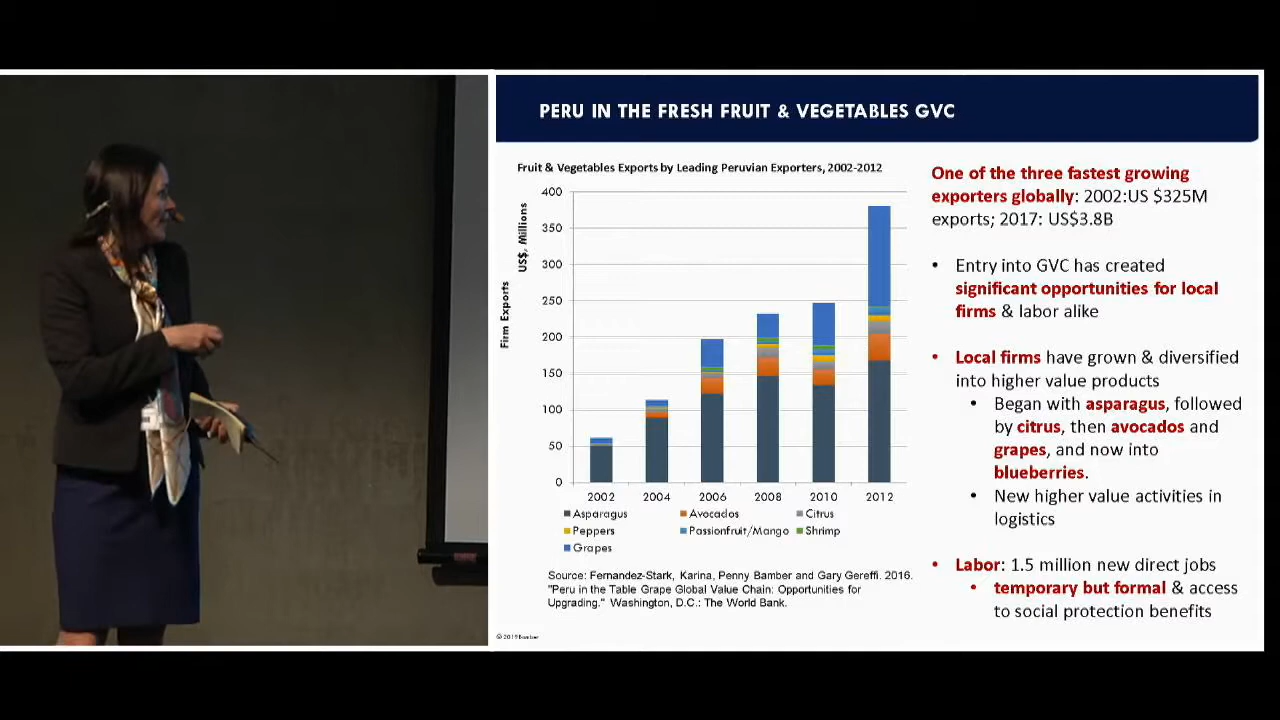 PERU IN THE FRESH FRUIT & VEGETABLES GVC
Fruit & Vegetables Exports by Leading Peruvian Exporters, 2002-2012
Firm Exports
US$, Millions
400
350
300
250
200
150
100
50
0
2002 2004 2006 2008 2010 2012
Asparagus Avocados Citrus
Peppers Passionfruit/Mango Shrimp
Grapes
Source: Fernandez-Stark, Karina, Penny Bamber and Gary Gereffi. 2016.
"Peru in the Table Grape Global Value Chain: Opportunities for
Upgrading." Washington, D.C.: The World Bank.
© 2019 Bamber
One of the three fastest growing
exporters globally: 2002:US $325M
exports; 2017: US$3.8B
• Entry into GVC has created
significant opportunities for local
firms & labor alike
• Local firms have grown & diversified
into higher value products
• Began with asparagus, followed
by citrus, then avocados and
grapes, and now into
blueberries.
• New higher value activities in
logistics
• Labor: 1.5 million new direct jobs
• temporary but formal & access
to social protection benefits